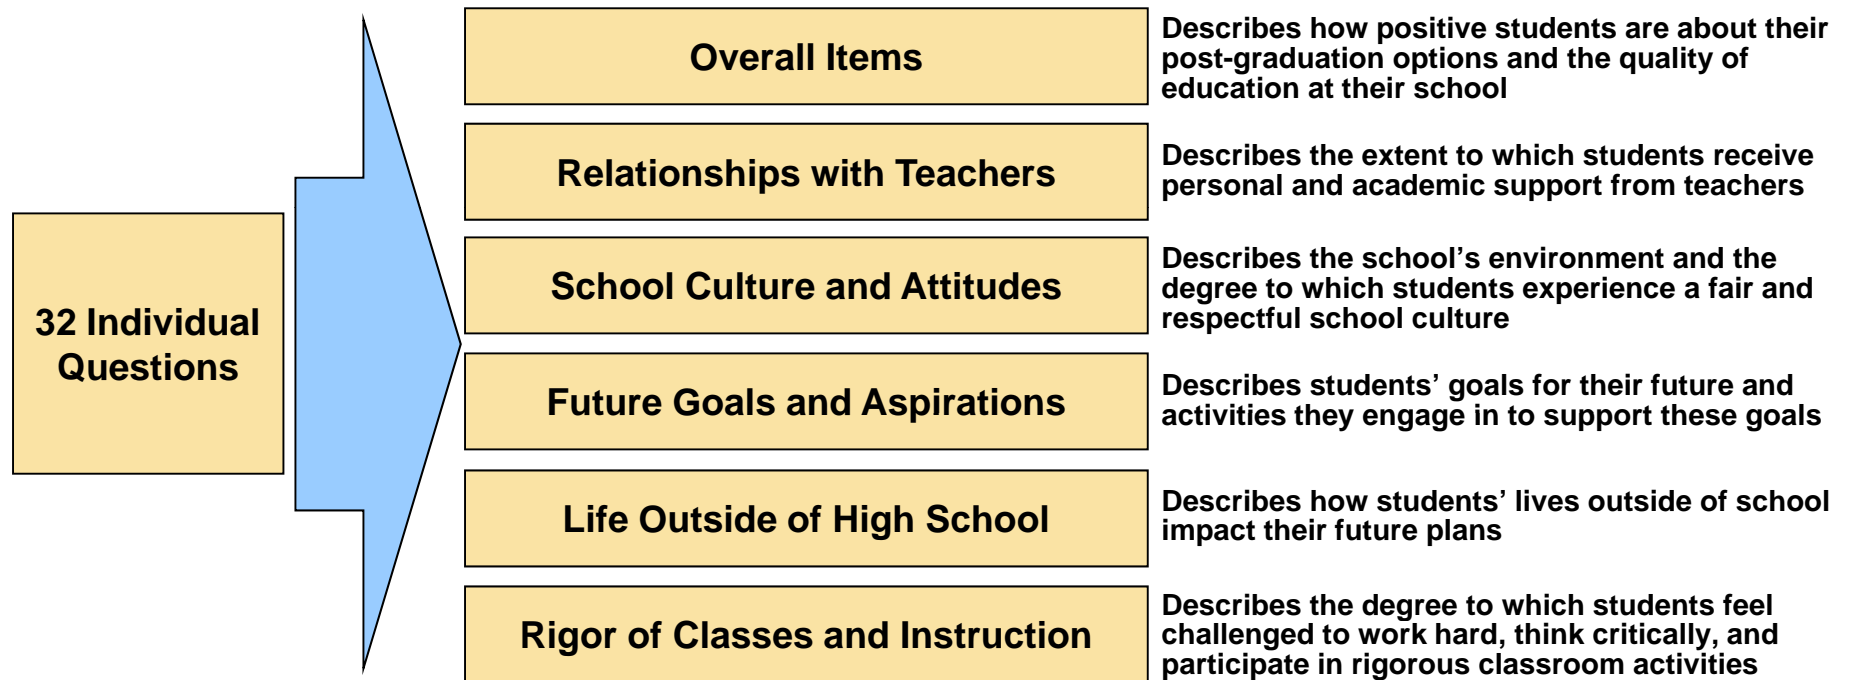 Overall Items
Describes how positive students are about their
post-graduation options and the quality of
education at their school
Relationships with Teachers
Describes the extent to which students receive
personal and academic support from teachers
32 Individual
Questions
School Culture and Attitudes
Describes the school’s environment and the
degree to which students experience a fair and
respectful school culture
Future Goals and Aspirations
Describes students’ goals for their future and
activities they engage in to support these goals
Life Outside of High School
Describes how students’ lives outside of school
impact their future plans
Rigor of Classes and Instruction
Describes the degree to which students feel
challenged to work hard, think critically, and
participate in rigorous classroom activities